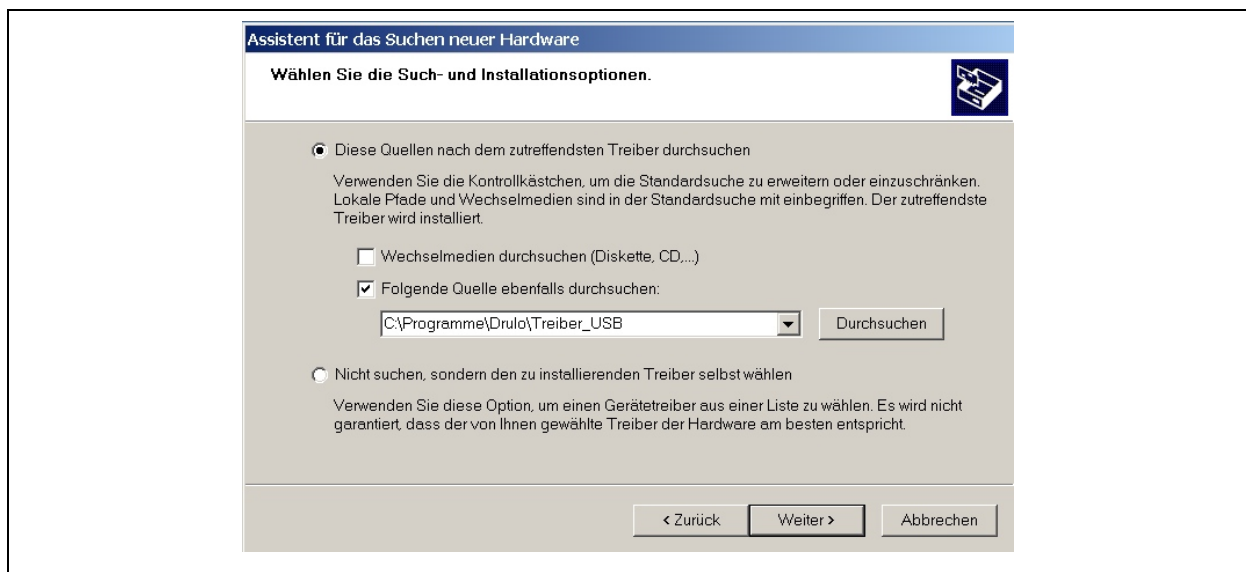 Assistent für das Suchen neuer Hardware
Wählen Sie die Such- und Installationsoptionen.
Diese Quellen nach dem zutreffendsten Treiber durchsuchen
Verwenden Sie die Kontrollkästchen, um die Standardsuche zu erweitern oder einzuschränken.
Lokale Pfade und Wechselmedien sind in der Standardsuche mit einbegriffen. Der zutreffendste
Treiber wird installiert.
Wechselmedien durchsuchen (Diskette, CD,...)
Folgende Quelle ebenfalls durchsuchen:
C:\Programme\Drulo\Treiber_USB
Durchsuchen
Nicht suchen, sondern den zu installierenden Treiber selbst wählen
Verwenden Sie diese Option, um einen Gerätetreiber aus einer Liste zu wählen. Es wird nicht
garantiert, dass der von Ihnen gewählte Treiber der Hardware am besten entspricht.
< Zurück
Weiter >
Abbrechen